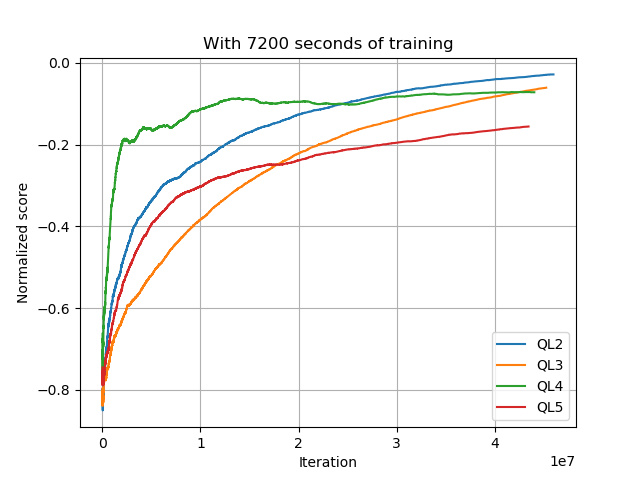 With 7200 seconds of training
Normalized score
0.0
−0.2
−0.4
−0.6
−0.8
0
1
2
3
4
1e7
Iteration
QL2
QL3
QL4
QL5